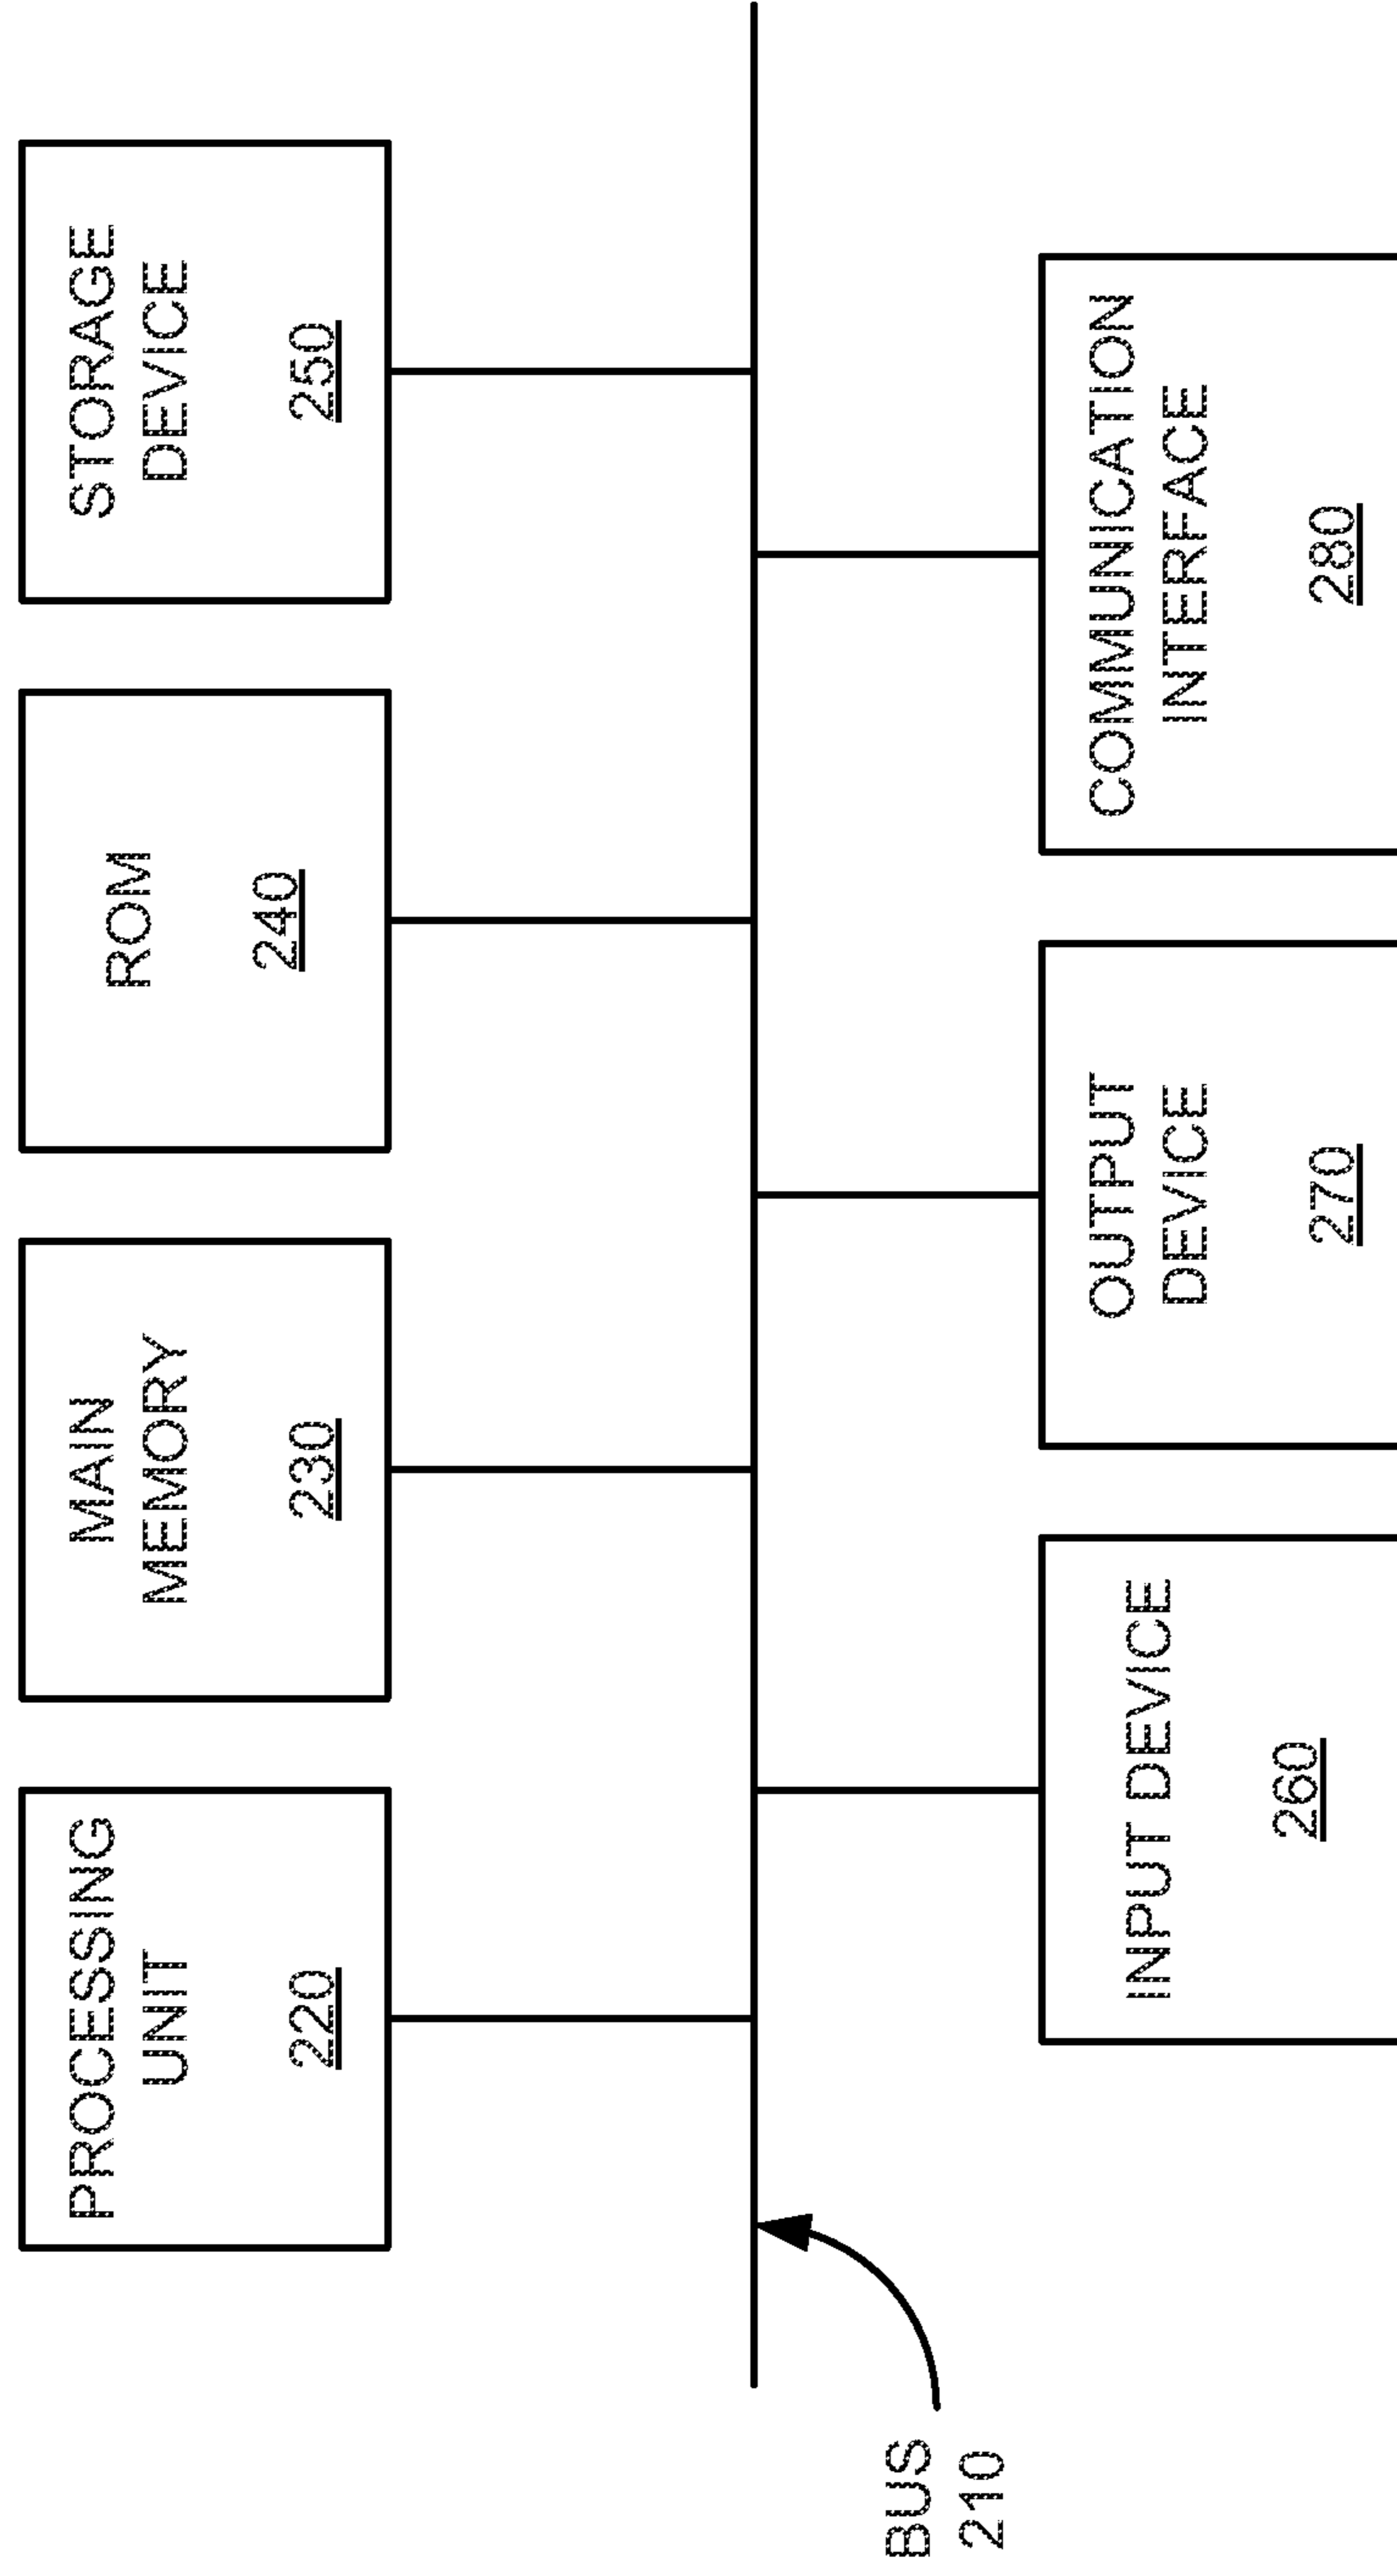 PROCESSING
UNIT
220
MAIN
MEMORY
230
ROM
240
STORAGE
DEVICE
250
BUS
210
INPUT DEVICE
260
OUTPUT
DEVICE
270
COMMUNICATION
INTERFACE
280